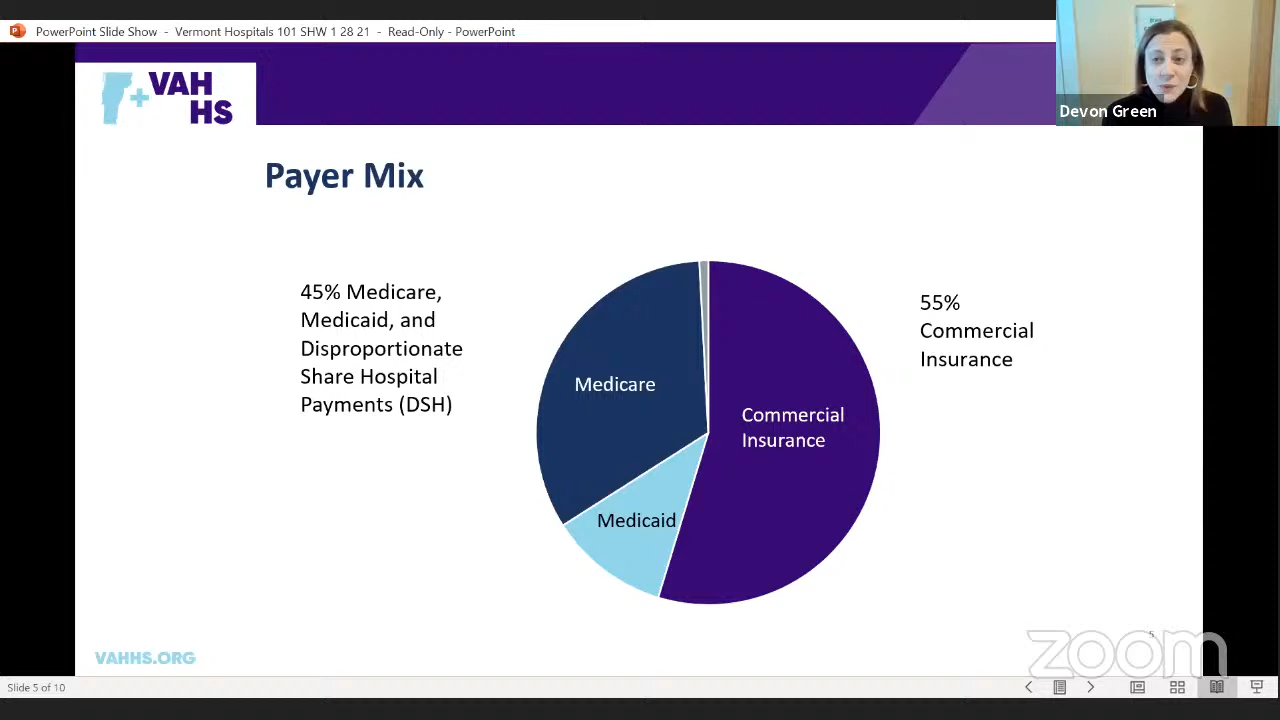 PowerPoint Slide Show - Vermont Hospitals 101 SHW 1 28 21 - Read-Only - PowerPoint
Devon Green
VAH
HS
Payer Mix
45% Medicare,
Medicaid, and
Disproportionate
Share Hospital
Payments (DSH)
Medicare
Medicaid
Commercial
Insurance
55%
Commercial
Insurance
VAHHS.ORG
5
zoom
Slide 5 of 10